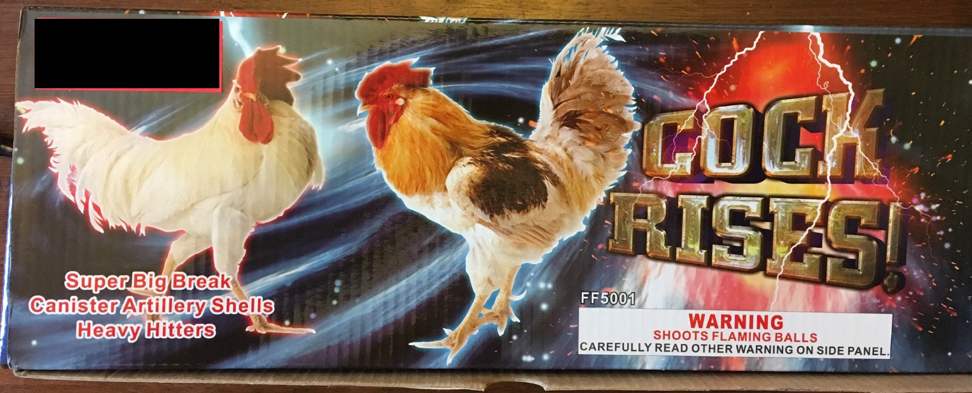 Super Big Break
Canister Artillery Shells
Heavy Hitters
COCK
RISES!
FF5001
WARNING
SHOOTS FLAMING BALLS
CAREFULLY READ OTHER WARNING ON SIDE PANEL.